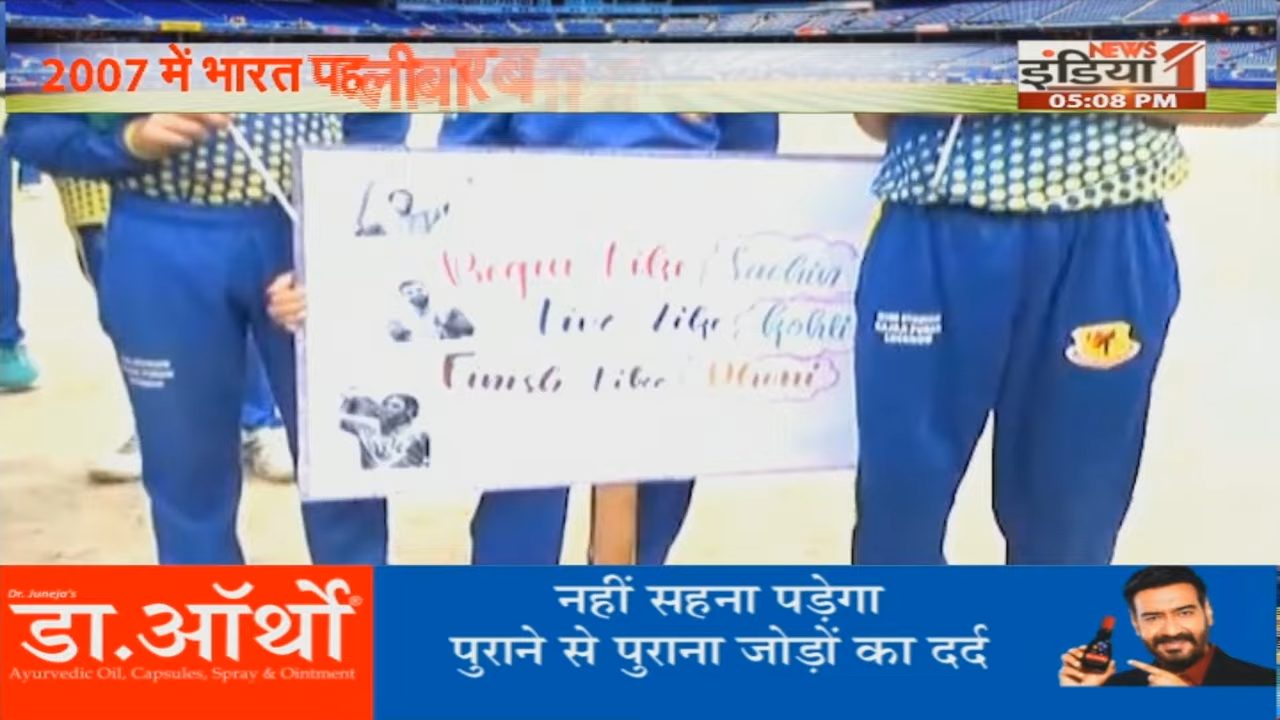 2007 में भारत
NEWS
इंडिया 1
05:08 PM
Like Sachin
Live Like Kohli
Finish Like Dhoni
Dr. Juneja's
डा.ऑर्थो®
Ayurvedic Oil, Capsules, Spray & Ointment
नहीं सहना पड़ेगा
पुराने से पुराना जोड़ों का दर्द